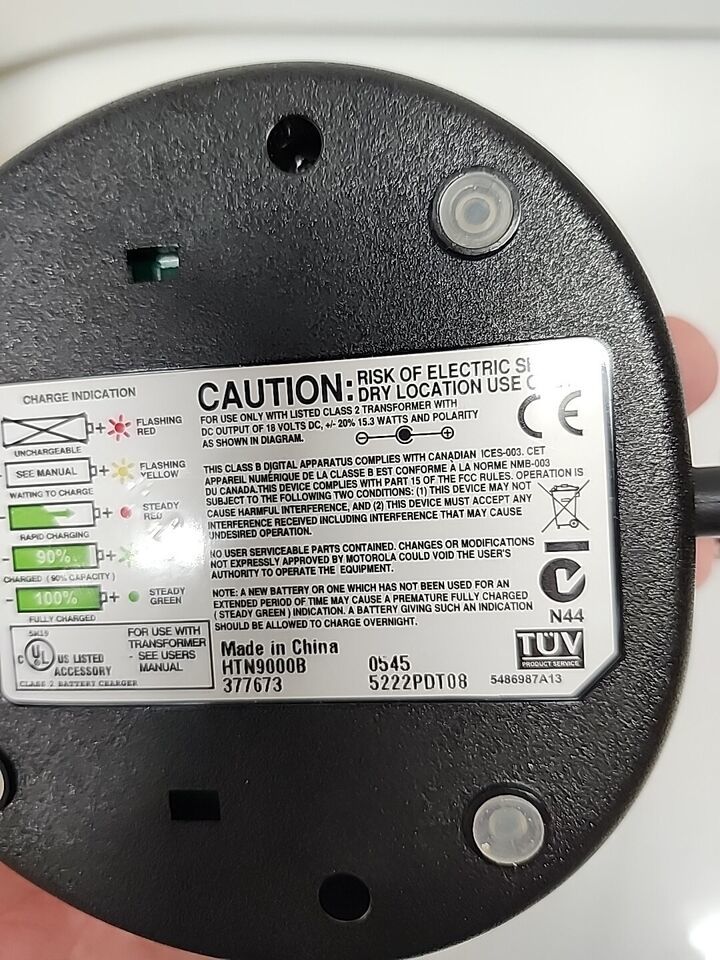 CHARGE INDICATION
FLASHING
RED
UNCHARGEABLE
SEE MANUAL
FLASHING
YELLOW
WAITING TO CHARGE
STEADY
RED
RAPID CHARGING
90%
CHARGED (90% CAPACITY)
100%
STEADY
GREEN
FULLY CHARGED
5M19
C UL US LISTED
ACCESSORY
CLASS 2 BATTERY CHARGER
FOR USE WITH
TRANSFORMER
- SEE USERS
MANUAL
CAUTION: RISK OF ELECTRIC
DRY LOCATION USE
FOR USE ONLY WITH LISTED CLASS 2 TRANSFORMER WITH
DC OUTPUT OF 18 VOLTS DC, +/- 20% 15.3 WATTS AND POLARITY
AS SHOWN IN DIAGRAM.
CE
THIS CLASS B DIGITAL APPARATUS COMPLIES WITH CANADIAN ICES-003. CET
APPAREIL NUMÉRIQUE DE LA CLASSE B EST CONFORME À LA NORME NMB-003
DU CANADA.THIS DEVICE COMPLIES WITH PART 15 OF THE FCC RULES. OPERATION IS
SUBJECT TO THE FOLLOWING TWO CONDITIONS: (1) THIS DEVICE MAY NOT
CAUSE HARMFUL INTERFERENCE, AND (2) THIS DEVICE MUST ACCEPT ANY
INTERFERENCE RECEIVED INCLUDING INTERFERENCE THAT MAY CAUSE
UNDESIRED OPERATION.
NO USER SERVICEABLE PARTS CONTAINED. CHANGES OR MODIFICATIONS
NOT EXPRESSLY APPROVED BY MOTOROLA COULD VOID THE USER'S
AUTHORITY TO OPERATE THE EQUIPMENT.
NOTE: A NEW BATTERY OR ONE WHICH HAS NOT BEEN USED FOR AN
EXTENDED PERIOD OF TIME MAY CAUSE A PREMATURE FULLY CHARGED
( STEADY GREEN ) INDICATION. A BATTERY GIVING SUCH AN INDICATION
SHOULD BE ALLOWED TO CHARGE OVERNIGHT.
N44
TÜV
PRODUCT SERVICE
Made in China
HTN9000B 0545
377673 5222PDT08 5486987A13